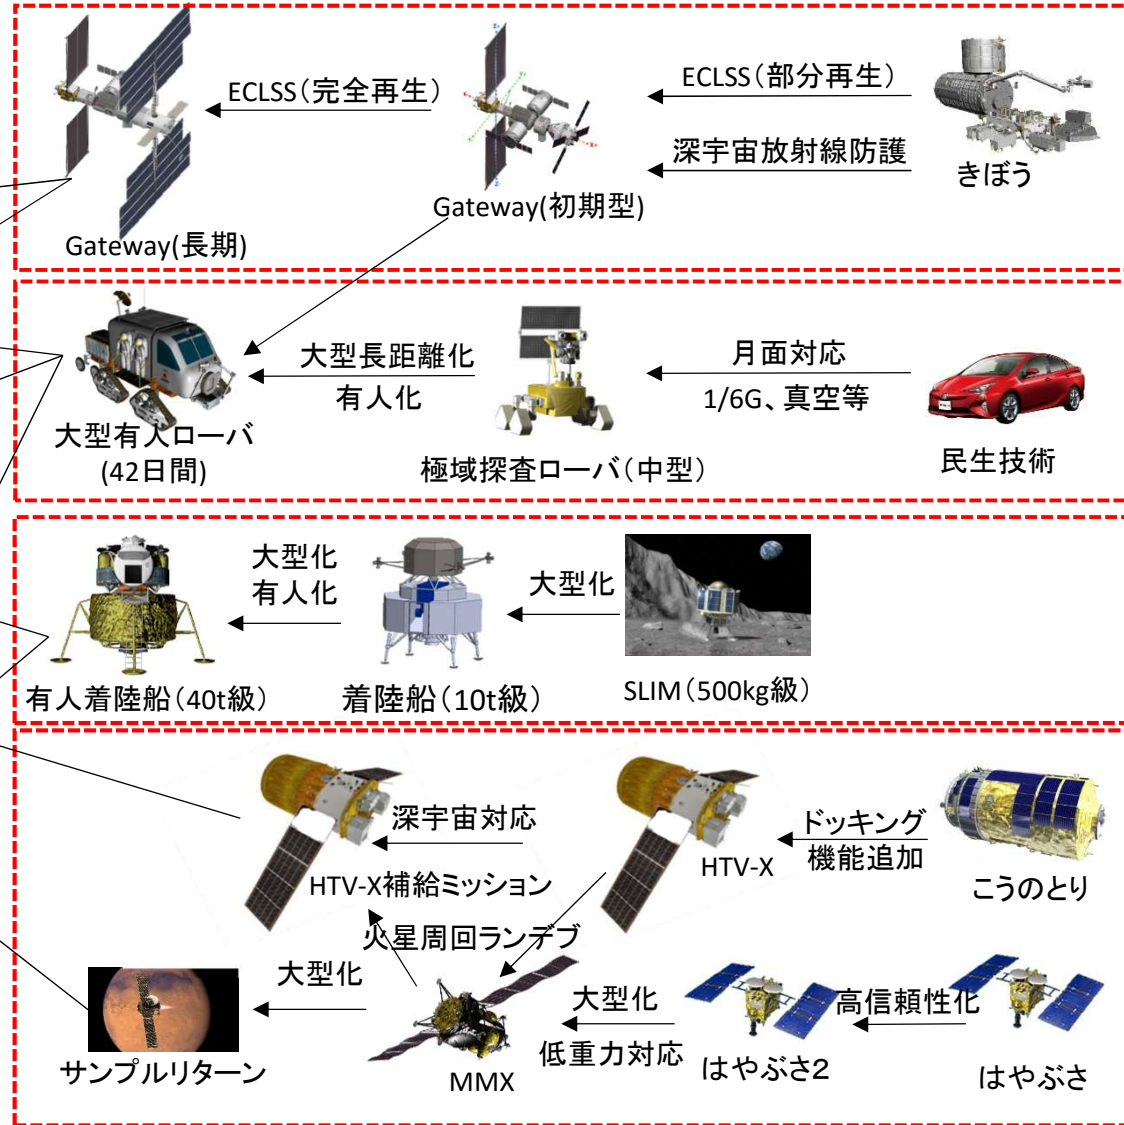 ECLSS（完全再生）
ECLSS（部分再生）
深宇宙放射線防護
きぼう
Gateway(初期型)
Gateway(長期)
大型長距離化
有人化
月面対応
1/6G、真空等
大型有人ローバ
(42日間)
極域探査ローバ（中型）
民生技術
大型化
有人化
大型化
有人着陸船（40t級）
着陸船（10t級）
SLIM（500kg級）
深宇宙対応
ドッキング
機能追加
HTV-X
HTV-X補給ミッション
こうのとり
火星周回ランデブ
大型化
大型化
低重力対応
高信頼性化
サンプルリターン
MMX
はやぶさ２
はやぶさ